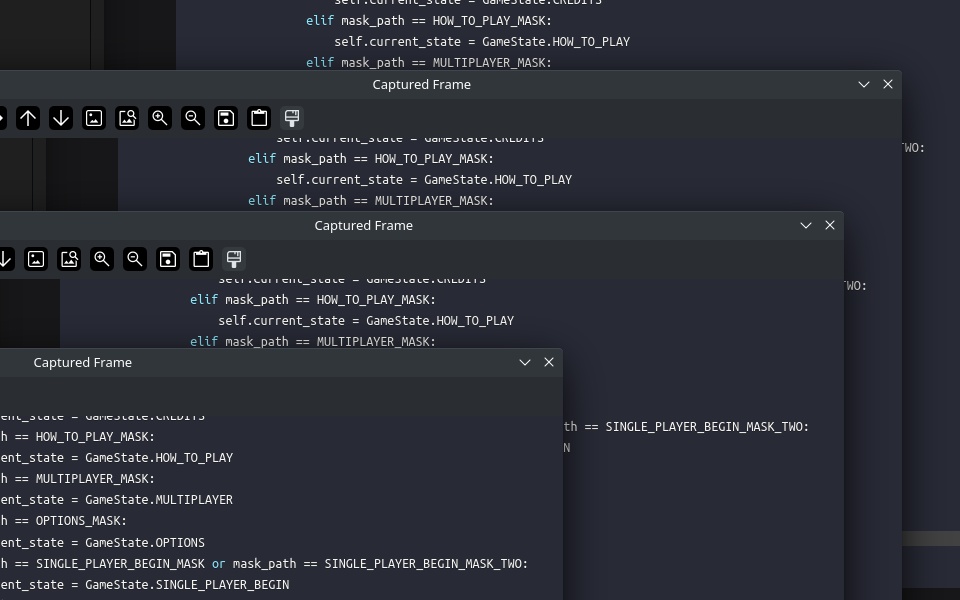 self.current_state = GameState.CREDITS
elif mask_path == HOW_TO_PLAY_MASK:
self.current_state = GameState.HOW_TO_PLAY
elif mask_path == MULTIPLAYER_MASK:
Captured Frame
self.current_state = GameState.CREDITS
elif mask_path == HOW_TO_PLAY_MASK:
TWO:
self.current_state = GameState.HOW_TO_PLAY
elif mask_path == MULTIPLAYER_MASK:
Captured Frame
self.current_state = GameState.CREDITS
TWO:
elif mask_path == HOW_TO_PLAY_MASK:
self.current_state = GameState.HOW_TO_PLAY
elif mask_path == MULTIPLAYER_MASK:
Captured Frame
ent_state = GameState.CREDITS
th == SINGLE_PLAYER_BEGIN_MASK_TWO:
h == HOW_TO_PLAY_MASK:
N
ent_state = GameState.HOW_TO_PLAY
h == MULTIPLAYER_MASK:
ent_state = GameState.MULTIPLAYER
h == OPTIONS_MASK:
ent_state = GameState.OPTIONS
h == SINGLE_PLAYER_BEGIN_MASK or mask_path == SINGLE_PLAYER_BEGIN_MASK_TWO:
ent_state = GameState.SINGLE_PLAYER_BEGIN